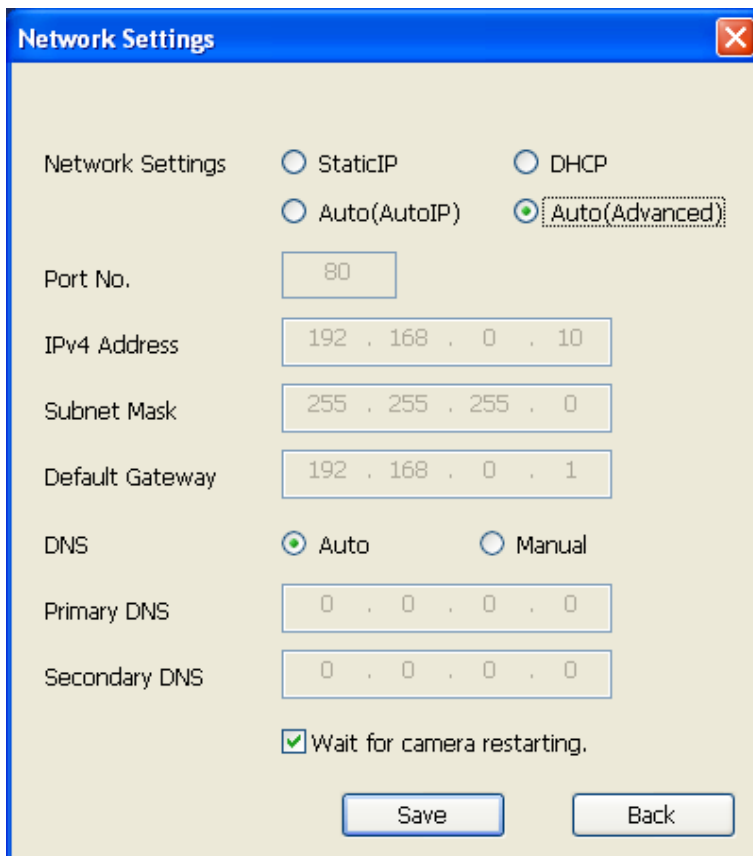 Network Settings
Network Settings StaticIP DHCP
Auto(AutoIP) Auto(Advanced)
Port No. 80
IPv4 Address 192 . 168 . 0 . 10
Subnet Mask 255 . 255 . 255 . 0
Default Gateway 192 . 168 . 0 . 1
DNS Auto Manual
Primary DNS 0 . 0 . 0 . 0
Secondary DNS 0 . 0 . 0 . 0
Wait for camera restarting.
Save Back